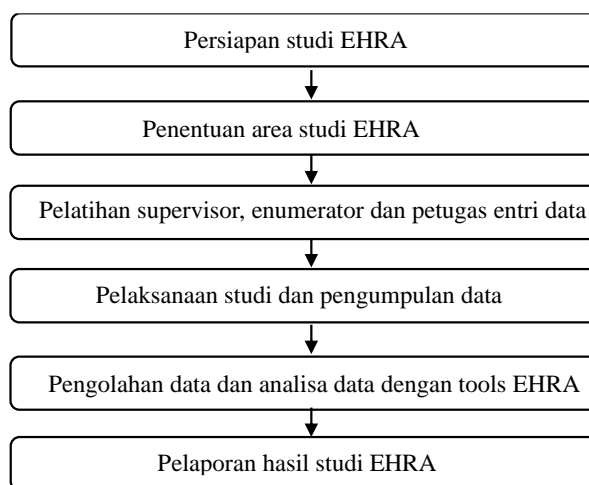 Persiapan studi EHRA
Penentuan area studi EHRA
Pelatihan supervisor, enumerator dan petugas entri data
Pelaksanaan studi dan pengumpulan data
Pengolahan data dan analisa data dengan tools EHRA
Pelaporan hasil studi EHRA